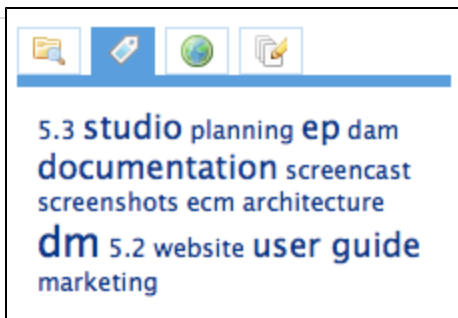 5.3 studio planning ep dam
documentation screencast
screenshots ecm architecture
dm 5.2 website user guide
marketing